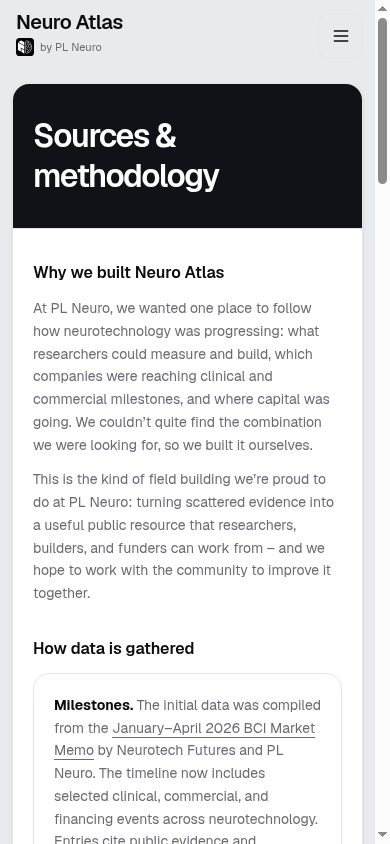 Neuro Atlas
by PL Neuro
Sources &
methodology
Why we built Neuro Atlas
At PL Neuro, we wanted one place to follow
how neurotechnology was progressing: what
researchers could measure and build, which
companies were reaching clinical and
commercial milestones, and where capital was
going. We couldn’t quite find the combination
we were looking for, so we built it ourselves.
This is the kind of field building we’re proud to
do at PL Neuro: turning scattered evidence into
a useful public resource that researchers,
builders, and funders can work from – and we
hope to work with the community to improve it
together.
How data is gathered
Milestones. The initial data was compiled
from the January–April 2026 BCI Market
Memo by Neurotech Futures and PL
Neuro. The timeline now includes
selected clinical, commercial, and
financing events across neurotechnology.
Entries cite public evidence and